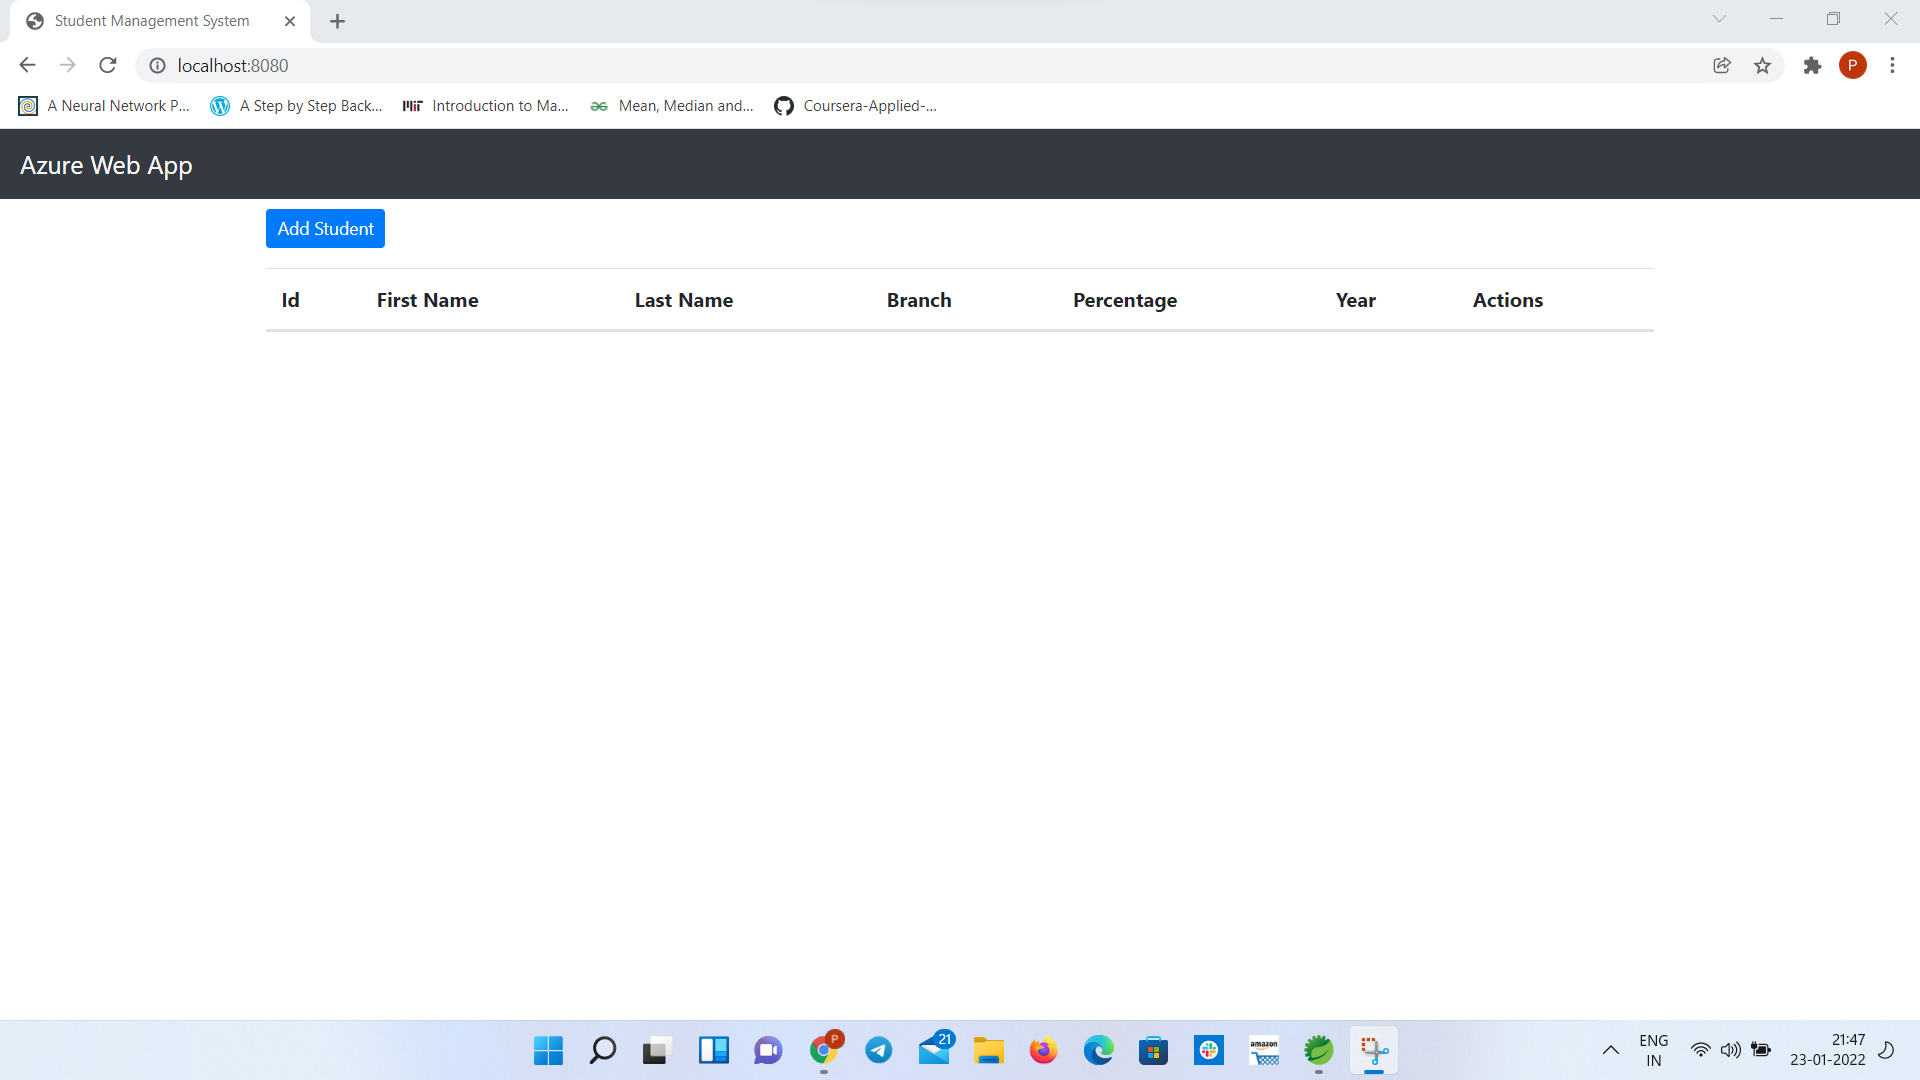 Student Management System
localhost:8080
P
A Neural Network P...
A Step by Step Back...
MIT
Introduction to Ma...
Mean, Median and...
Coursera-Applied-...
Azure Web App
Add Student
Id First Name Last Name Branch Percentage Year Actions
P
21
amazon
ENG
IN
21:47
23-01-2022